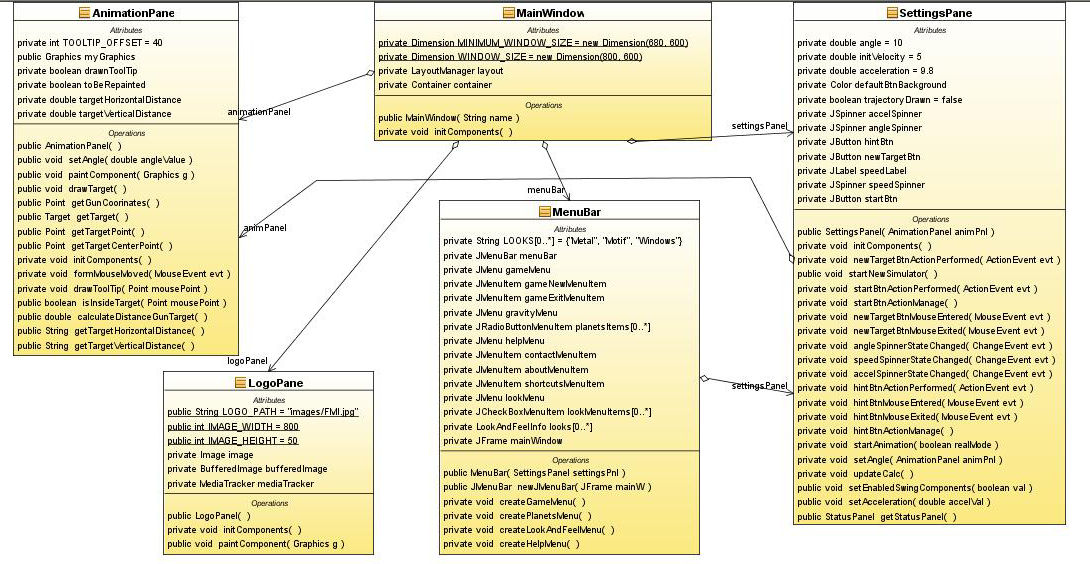 AnimationPane
Attributes
private int TOOLTIP_OFFSET = 40
public Graphics myGraphics
private boolean drawnToolTip
private boolean toBeRepainted
private double targetHorizontalDistance
private double targetVerticalDistance
Operations
public AnimationPanel( )
public void setAngle( double angleValue )
public void paintComponent( Graphics g )
public void drawTarget( )
public Point getGunCoorinates( )
public Target getTarget( )
public Point getTargetPoint( )
public Point getTargetCenterPoint( )
private void initComponents( )
private void formMouseMoved( MouseEvent evt )
private void drawToolTip( Point mousePoint )
public boolean isInsideTarget( Point mousePoint )
public double calculateDistanceGunTarget( )
public String getTargetHorizontalDistance( )
public String getTargetVerticalDistance( )
MainWindow
Attributes
private Dimension MINIMUM_WINDOW_SIZE = new Dimension(680, 600)
private Dimension WINDOW_SIZE = new Dimension(800, 600)
private LayoutManager layout
private Container container
Operations
public MainWindow( String name )
private void initComponents( )
animationPanel
settingsPanel
menuBar
animPanel
logoPanel
settingsPanel
LogoPane
Attributes
public String LOGO_PATH = "images/FMI.jpg"
public int IMAGE_WIDTH = 800
public int IMAGE_HEIGHT = 50
private Image image
private BufferedImage bufferedImage
private MediaTracker mediaTracker
Operations
public LogoPanel( )
private void initComponents( )
public void paintComponent( Graphics g )
MenuBar
Attributes
private String LOOKS[0..*] = {"Metal", "Motif", "Windows"}
private JMenuBar menuBar
private JMenu gameMenu
private JMenuItem gameNewMenuItem
private JMenuItem gameExitMenuItem
private JMenu gravityMenu
private JRadioButtonMenuItem planetsItems[0..*]
private JMenu helpMenu
private JMenuItem contactMenuItem
private JMenuItem aboutMenuItem
private JMenuItem shortcutsMenuItem
private JMenu lookMenu
private JCheckBoxMenuItem lookMenuItems[0..*]
private LookAndFeelInfo looks[0..*]
private JFrame mainWindow
Operations
public MenuBar( SettingsPanel settingsPnl )
public JMenuBar newJMenuBar( JFrame mainW )
private void createGameMenu( )
private void createPlanetsMenu( )
private void createLookAndFeelMenu( )
private void createHelpMenu( )
SettingsPane
Attributes
private double angle = 10
private double initVelocity = 5
private double acceleration = 9.8
private Color defaultBtnBackground
private boolean trajectoryDrawn = false
private JSpinner accelSpinner
private JSpinner angleSpinner
private JButton hintBtn
private JButton newTargetBtn
private JLabel speedLabel
private JSpinner speedSpinner
private JButton startBtn
Operations
public SettingsPanel( AnimationPanel animPnl )
private void initComponents( )
private void newTargetBtnActionPerformed( ActionEvent evt )
public void startNewSimulator( )
private void startBtnActionPerformed( ActionEvent evt )
private void startBtnActionManage( )
private void newTargetBtnMouseEntered( MouseEvent evt )
private void newTargetBtnMouseExited( MouseEvent evt )
private void angleSpinnerStateChanged( ChangeEvent evt )
private void speedSpinnerStateChanged( ChangeEvent evt )
private void accelSpinnerStateChanged( ChangeEvent evt )
private void hintBtnActionPerformed( ActionEvent evt )
private void hintBtnMouseEntered( MouseEvent evt )
private void hintBtnMouseExited( MouseEvent evt )
private void hintBtnActionManage( )
private void startAnimation( boolean realMode )
private void setAngle( AnimationPanel animPnl )
private void updateCalc( )
public void setEnabledSwingComponents( boolean val )
public void setAcceleration( double accelVal )
public StatusPanel getStatusPanel( )